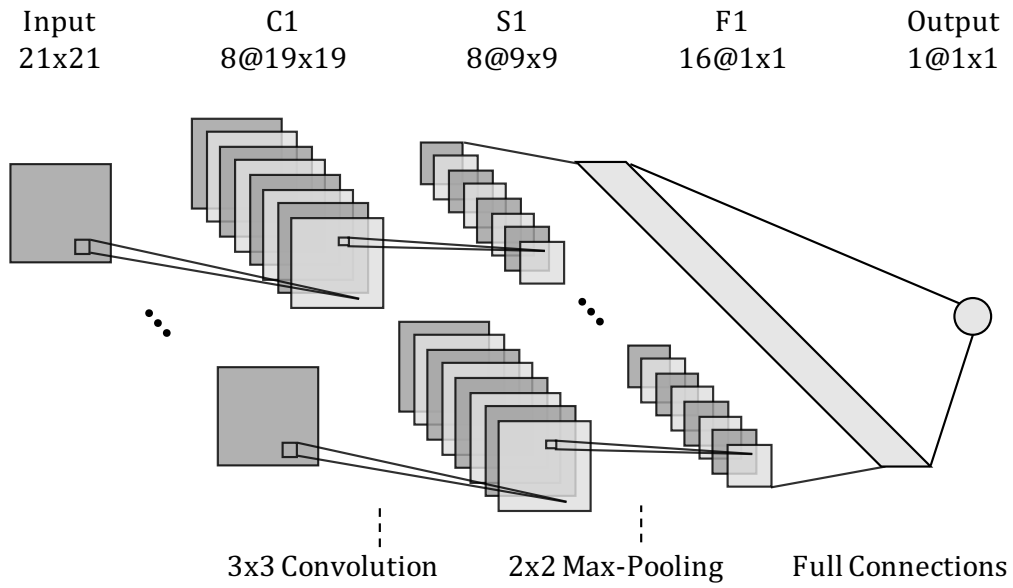 Input C1 S1 F1 Output
21x21 8@19x19 8@9x9 16@1x1 1@1x1
3x3 Convolution 2x2 Max-Pooling Full Connections